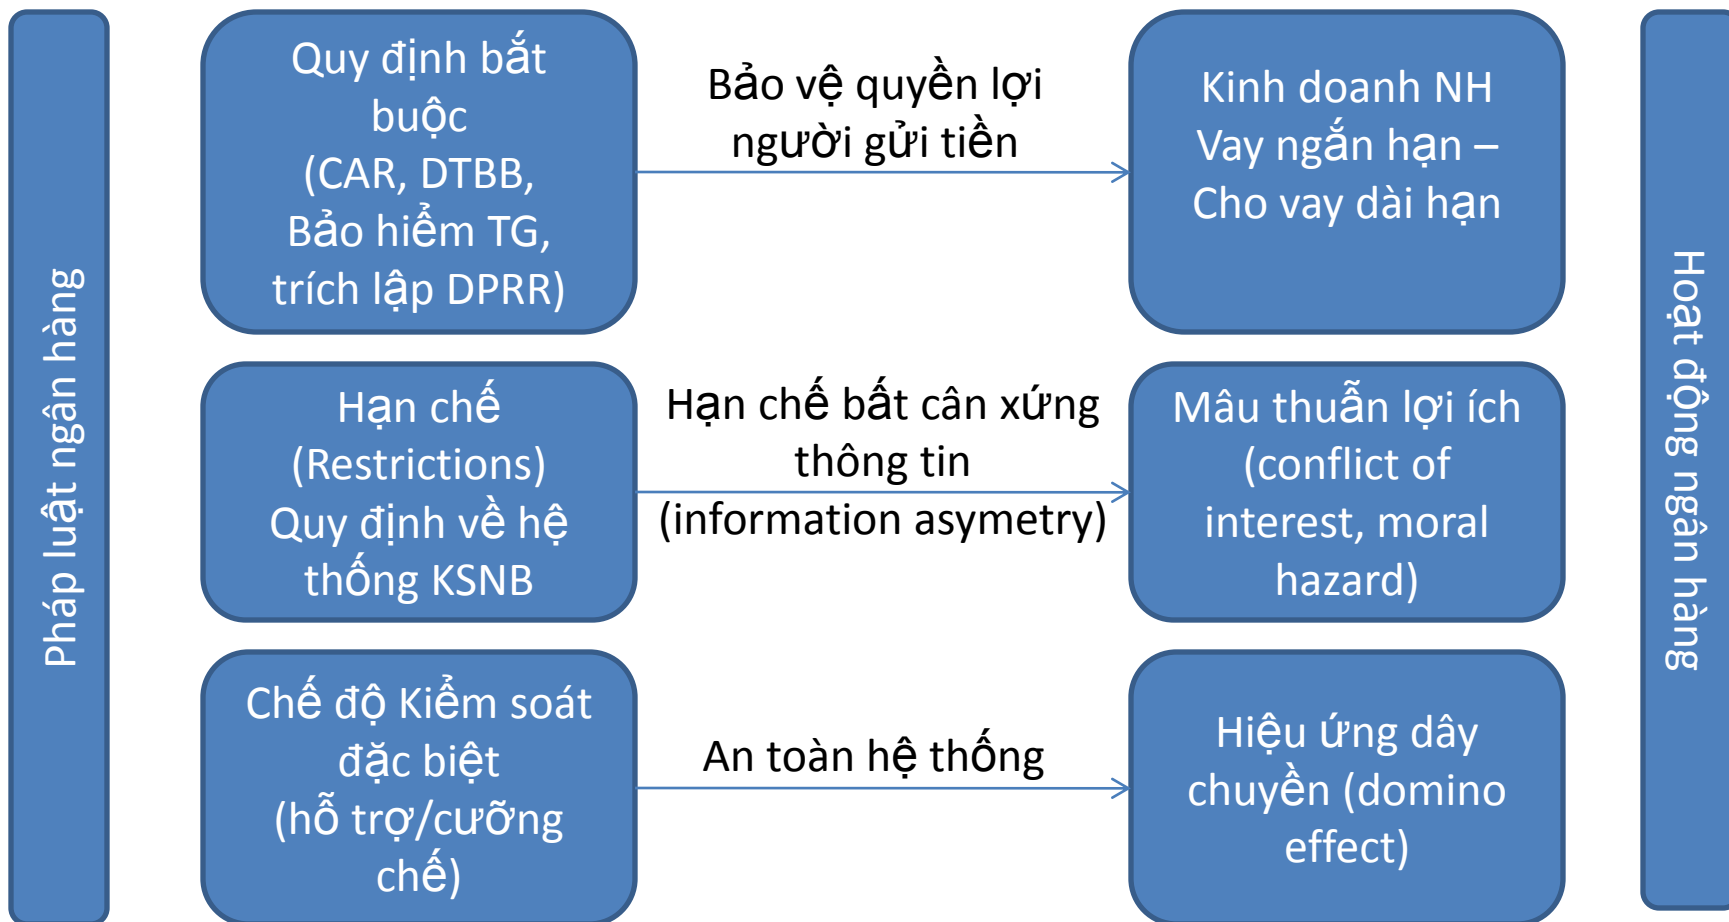 Pháp luật ngân hàng
Quy định bắt
buộc
(CAR, DTBB,
Bảo hiểm TG,
trích lập DPRR)
Bảo vệ quyền lợi
người gửi tiền
Kinh doanh NH
Vay ngắn hạn –
Cho vay dài hạn
Hạn chế
(Restrictions)
Quy định về hệ
thống KSNB
Hạn chế bất cân xứng
thông tin
(information asymetry)
Mâu thuẫn lợi ích
(conflict of
interest, moral
hazard)
Chế độ Kiểm soát
đặc biệt
(hỗ trợ/cưỡng
chế)
An toàn hệ thống
Hiệu ứng dây
chuyền (domino
effect)
Hoạt động ngân hàng